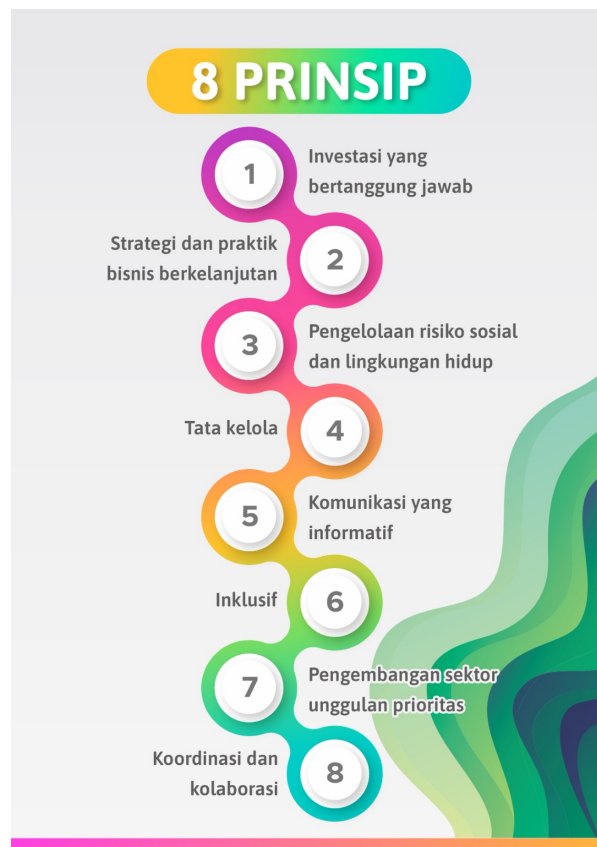 8 PRINSIP
1
Investasi yang
bertanggung jawab
Strategi dan praktik
bisnis berkelanjutan
2
3
Pengelolaan risiko sosial
dan lingkungan hidup
Tata kelola
4
5
Komunikasi yang
informatif
Inklusif
6
7
Pengembangan sektor
unggulan prioritas
Koordinasi dan
kolaborasi
8